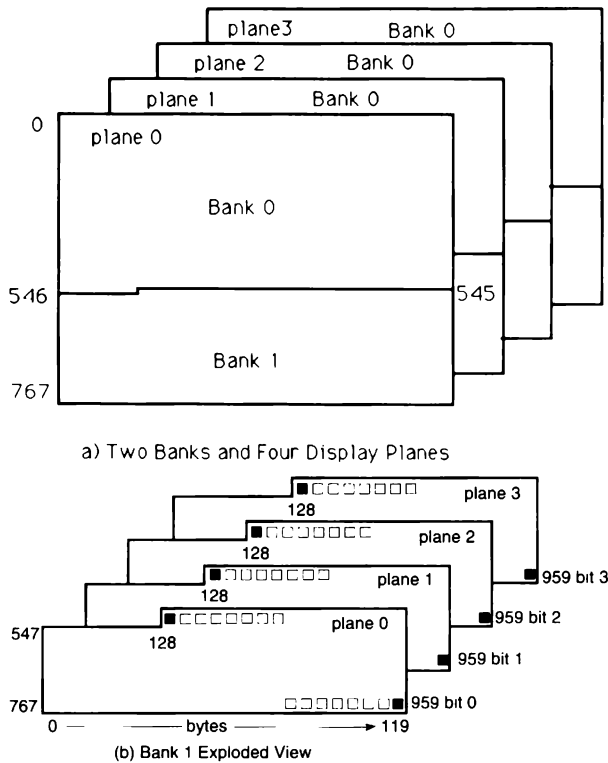 plane3 Bank 0
plane 2 Bank 0
plane 1 Bank 0
0
plane 0
Bank 0
546
545
Bank 1
767
a) Two Banks and Four Display Planes
plane 3
128
plane 2
128
959 bit 3
plane 1
128
959 bit 2
547
plane 0
128
959 bit 1
767
959 bit 0
0 bytes 119
(b) Bank 1 Exploded View